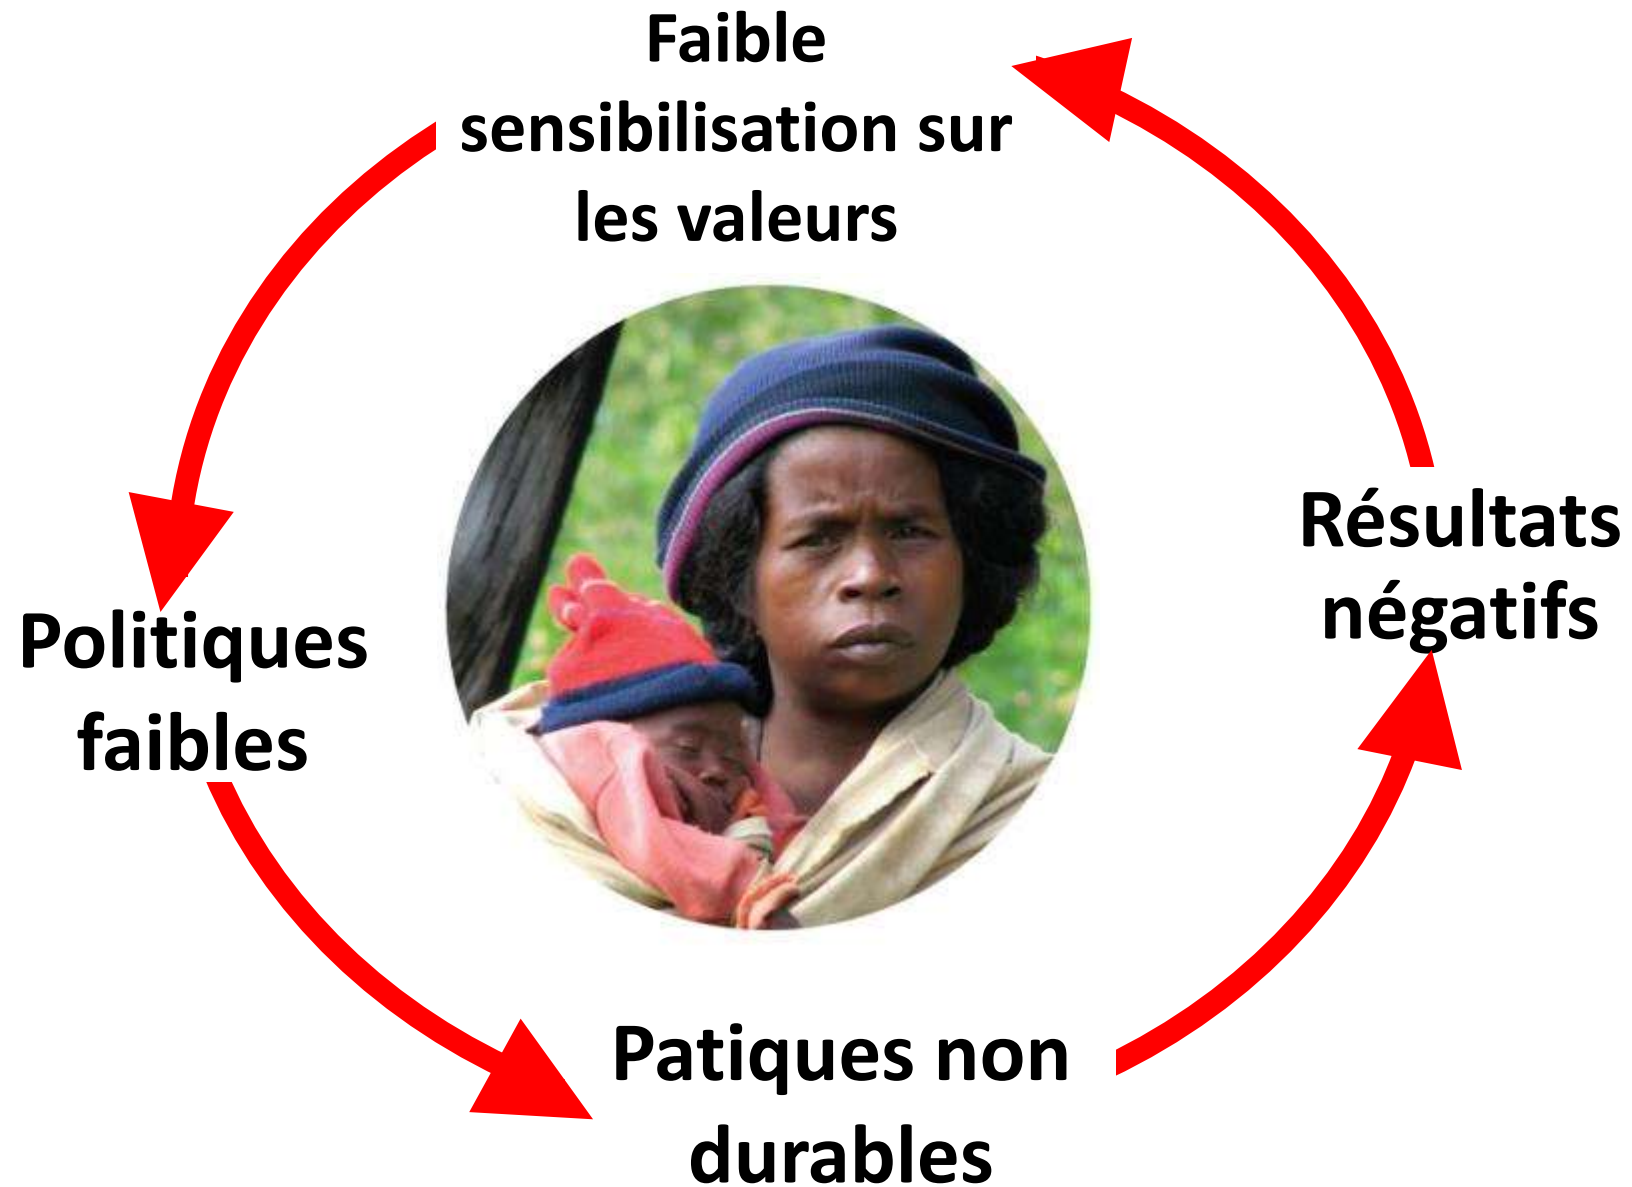 Faible
sensibilisation sur
les valeurs
Politiques
faibles
Patiques non
durables
Résultats
négatifs